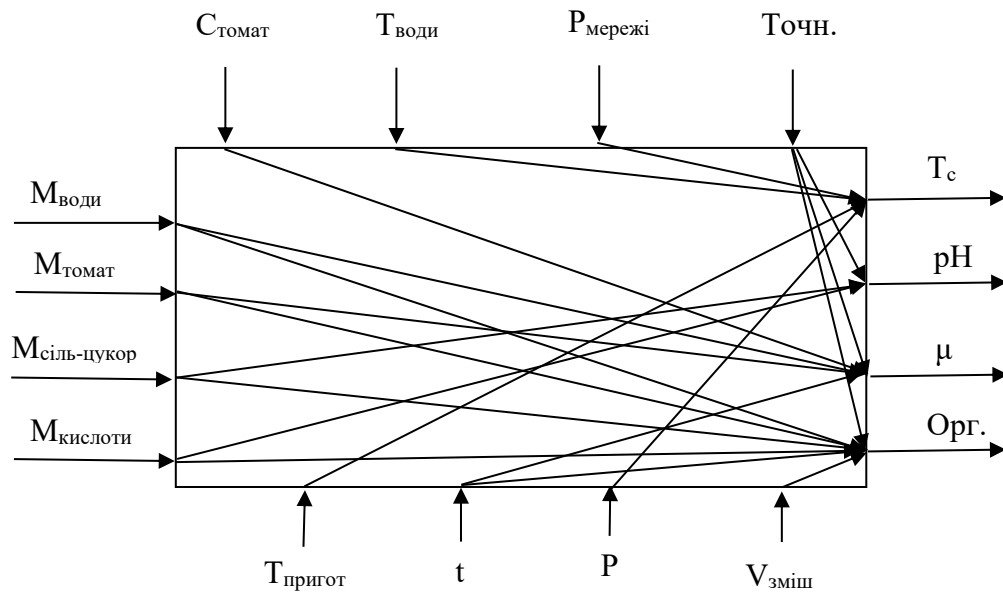 Cтомат
Tводи
Pмережі
Точн.
Mводи
Tc
Mтомат
pH
Mсіль-цукор
μ
Mкислоти
Орг.
Tпригот
t
P
Vзміш